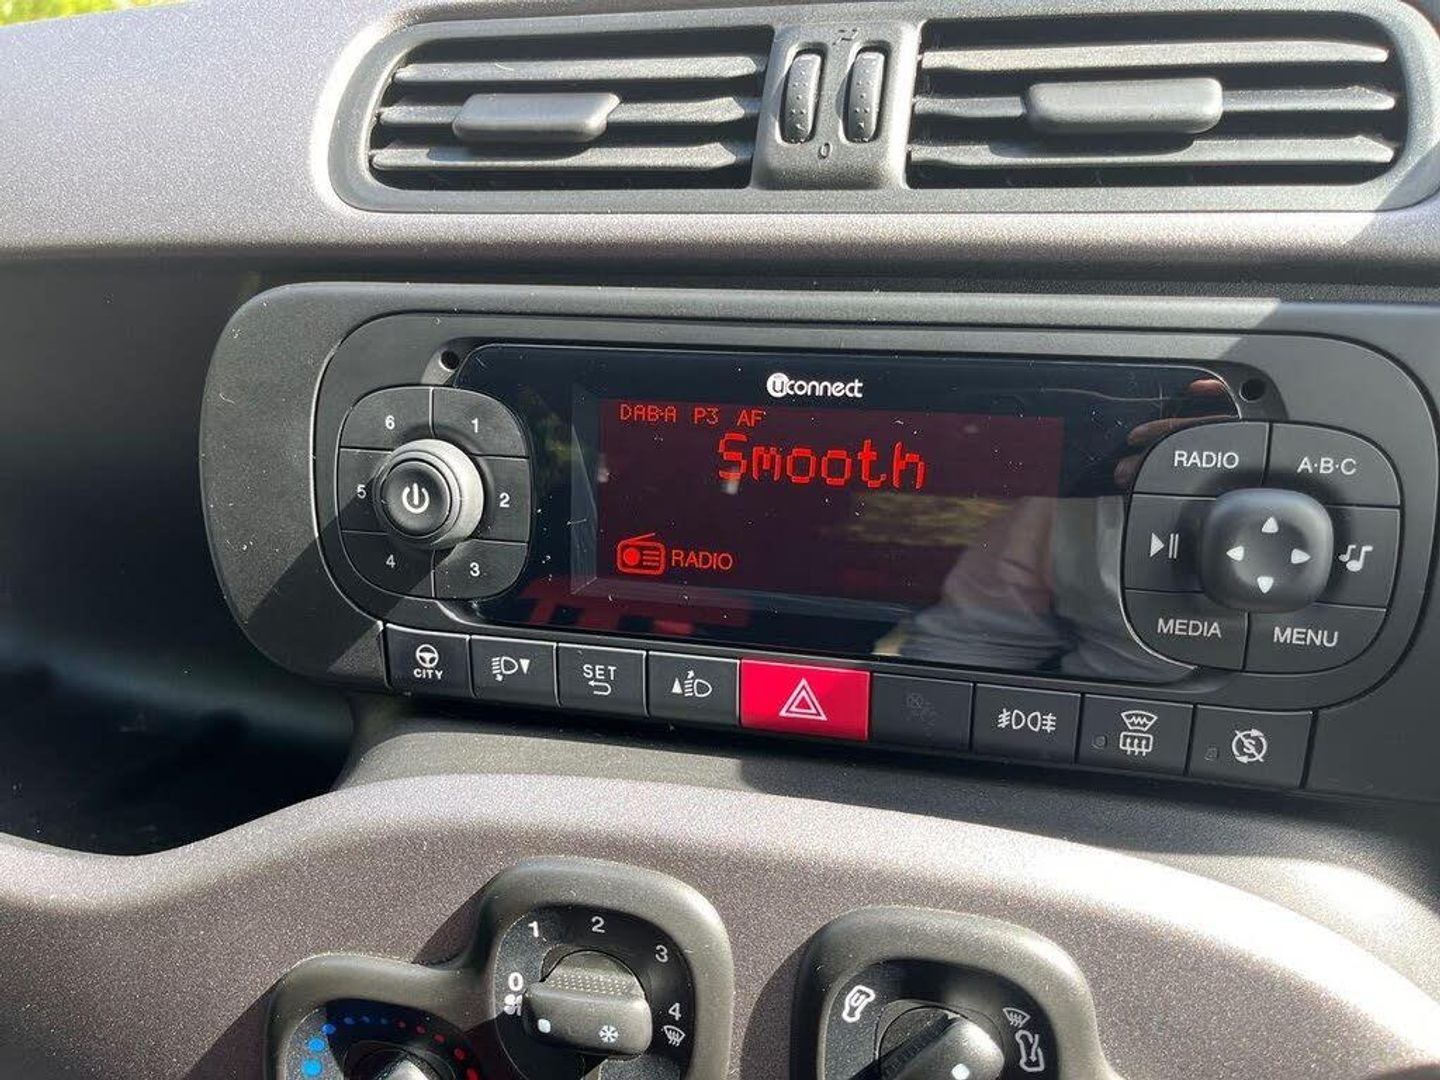 0
uconnect
DAB·A P3 AF
Smooth
RADIO
6 1
5 2
4 3
RADIO A·B·C
MEDIA MENU
CITY
SET
0 1 2 3 4